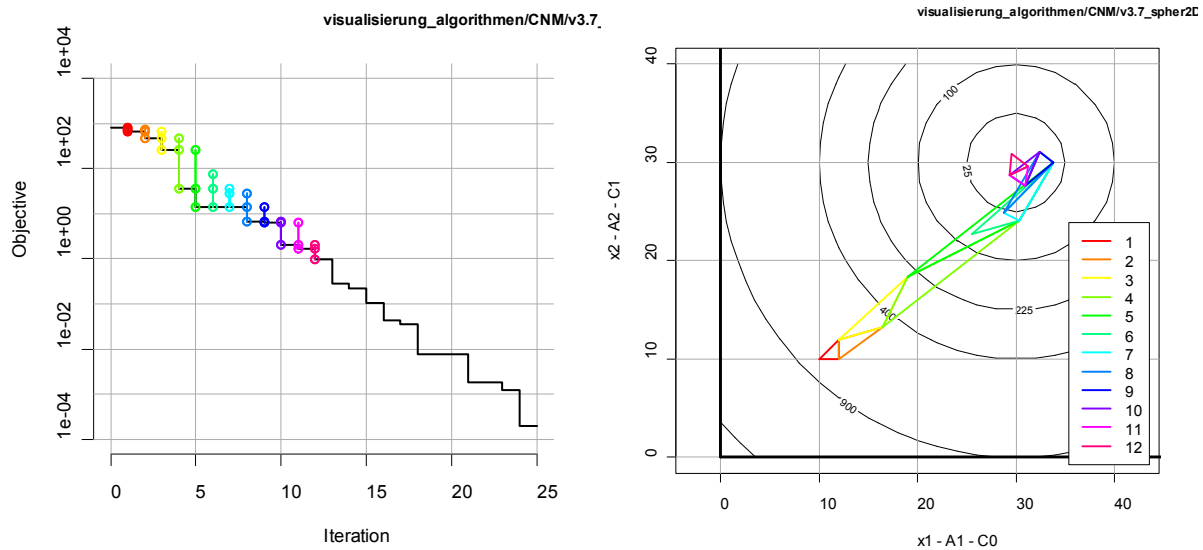 visualisierung_algorithmen/CNM/v3.7_
Objective
1e+04
1e+02
1e+00
1e-02
1e-04
0 5 10 15 20 25
Iteration
visualisierung_algorithmen/CNM/v3.7_spher2D
x2 - A2 - C1
40
30
20
10
0
100
25
225
400
900
1
2
3
4
5
6
7
8
9
10
11
12
0 10 20 30 40
x1 - A1 - C0